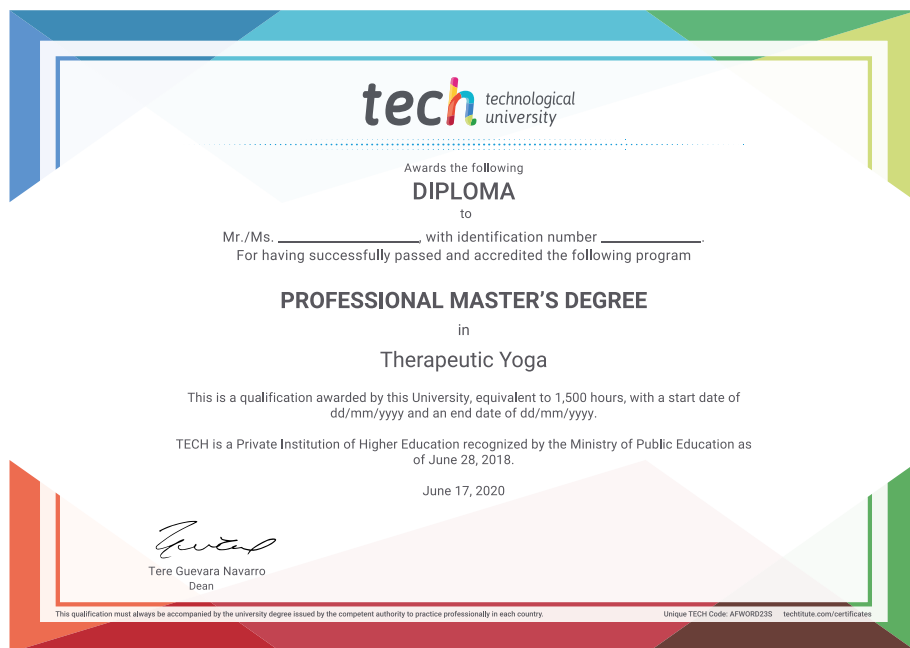 tech technological
university
Awards the following
DIPLOMA
to
Mr./Ms. ____________________, with identification number ______________.
For having successfully passed and accredited the following program
PROFESSIONAL MASTER'S DEGREE
in
Therapeutic Yoga
This is a qualification awarded by this University, equivalent to 1,500 hours, with a start date of
dd/mm/yyyy and an end date of dd/mm/yyyy.
TECH is a Private Institution of Higher Education recognized by the Ministry of Public Education as
of June 28, 2018.
June 17, 2020
Tere Guevara Navarro
Dean
This qualification must always be accompanied by the university degree issued by the competent authority to practice professionally in each country. Unique TECH Code: AFWORD23S techtitute.com/certificates